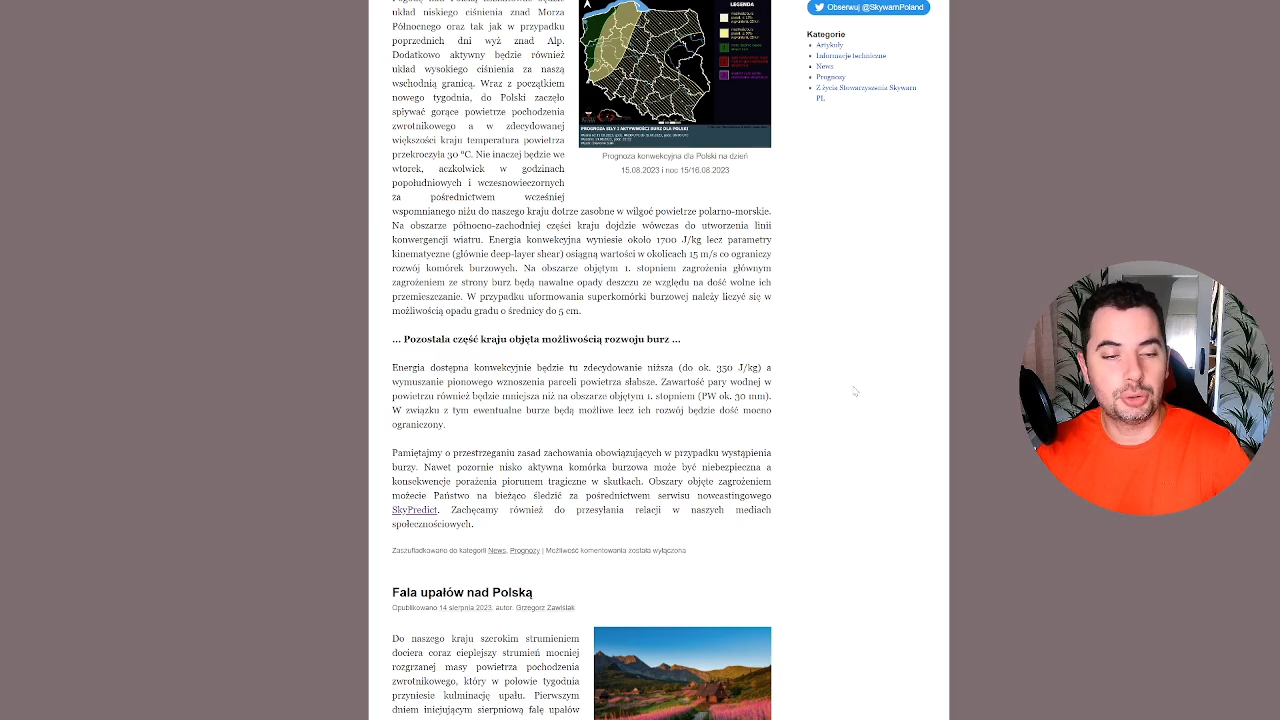 układ niskiego ciśnienia znad Morza
Północnego oraz tak jak w przypadku
poprzednich dni układ znad Alp.
Dodatkowo aktywny będzie również
układ wysokiego ciśnienia za naszą
wschodnią granicą. Wraz z początkiem
nowego tygodnia, do Polski zaczęło
spływać gorące powietrze pochodzenia
zwrotnikowego a w zdecydowanej
większości kraju temperatura powietrza
przekroczyła 30 °C. Nie inaczej będzie we
wtorek, aczkolwiek w godzinach
popołudniowych i wczesnowieczornych
za pośrednictwem wcześniej
wspomnianego niżu do naszego kraju dotrze zasobne w wilgoć powietrze polarno-morskie.
Na obszarze północno-zachodniej części kraju dojdzie wówczas do utworzenia linii
konwergencji wiatru. Energia konwekcyjna wyniesie około 1700 J/kg lecz parametry
kinematyczne (głównie deep-layer shear) osiągną wartości w okolicach 15 m/s co ograniczy
rozwój komórek burzowych. Na obszarze objętym 1. stopniem zagrożenia głównym
zagrożeniem ze strony burz będą nawalne opady deszczu ze względu na dość wolne ich
przemieszczanie. W przypadku uformowania superkomórki burzowej należy liczyć się w
możliwością opadu gradu o średnicy do 5 cm.
LEGENDA
PROGNOZA SIŁY I AKTYWNOŚCI BURZ DLA POLSKI
Prognoza konwekcyjna dla Polski na dzień
15.08.2023 i noc 15/16.08.2023
... Pozostała część kraju objęta możliwością rozwoju burz ...
Energia dostępna konwekcyjnie będzie tu zdecydowanie niższa (do ok. 350 J/kg) a
wymuszanie pionowego wznoszenia parceli powietrza słabsze. Zawartość pary wodnej w
powietrzu również będzie mniejsza niż na obszarze objętym 1. stopniem (PW ok. 30 mm).
W związku z tym ewentualne burze będą możliwe lecz ich rozwój będzie dość mocno
ograniczony.
Pamiętajmy o przestrzeganiu zasad zachowania obowiązujących w przypadku wystąpienia
burzy. Nawet pozornie nisko aktywna komórka burzowa może być niebezpieczna a
konsekwencje porażenia piorunem tragiczne w skutkach. Obszary objęte zagrożeniem
możecie Państwo na bieżąco śledzić za pośrednictwem serwisu nowcastingowego
SkyPredict. Zachęcamy również do przesyłania relacji w naszych mediach
społecznościowych.
Zaszufladkowano do kategorii News, Prognozy | Możliwość komentowania została wyłączona
Fala upałów nad Polską
Opublikowano 14 sierpnia 2023, autor: Grzegorz Zawiślak
Do naszego kraju szerokim strumieniem
dociera coraz cieplejszy strumień mocniej
rozgrzanej masy powietrza pochodzenia
zwrotnikowego, który w połowie tygodnia
przyniesie kulminację upału. Pierwszym
dniem inicjującym sierpniową falę upałów
Obserwuj @SkywarnPoland
Kategorie
Artykuły
Informacje techniczne
News
Prognozy
Z życia Stowarzyszenia Skywarn
PL